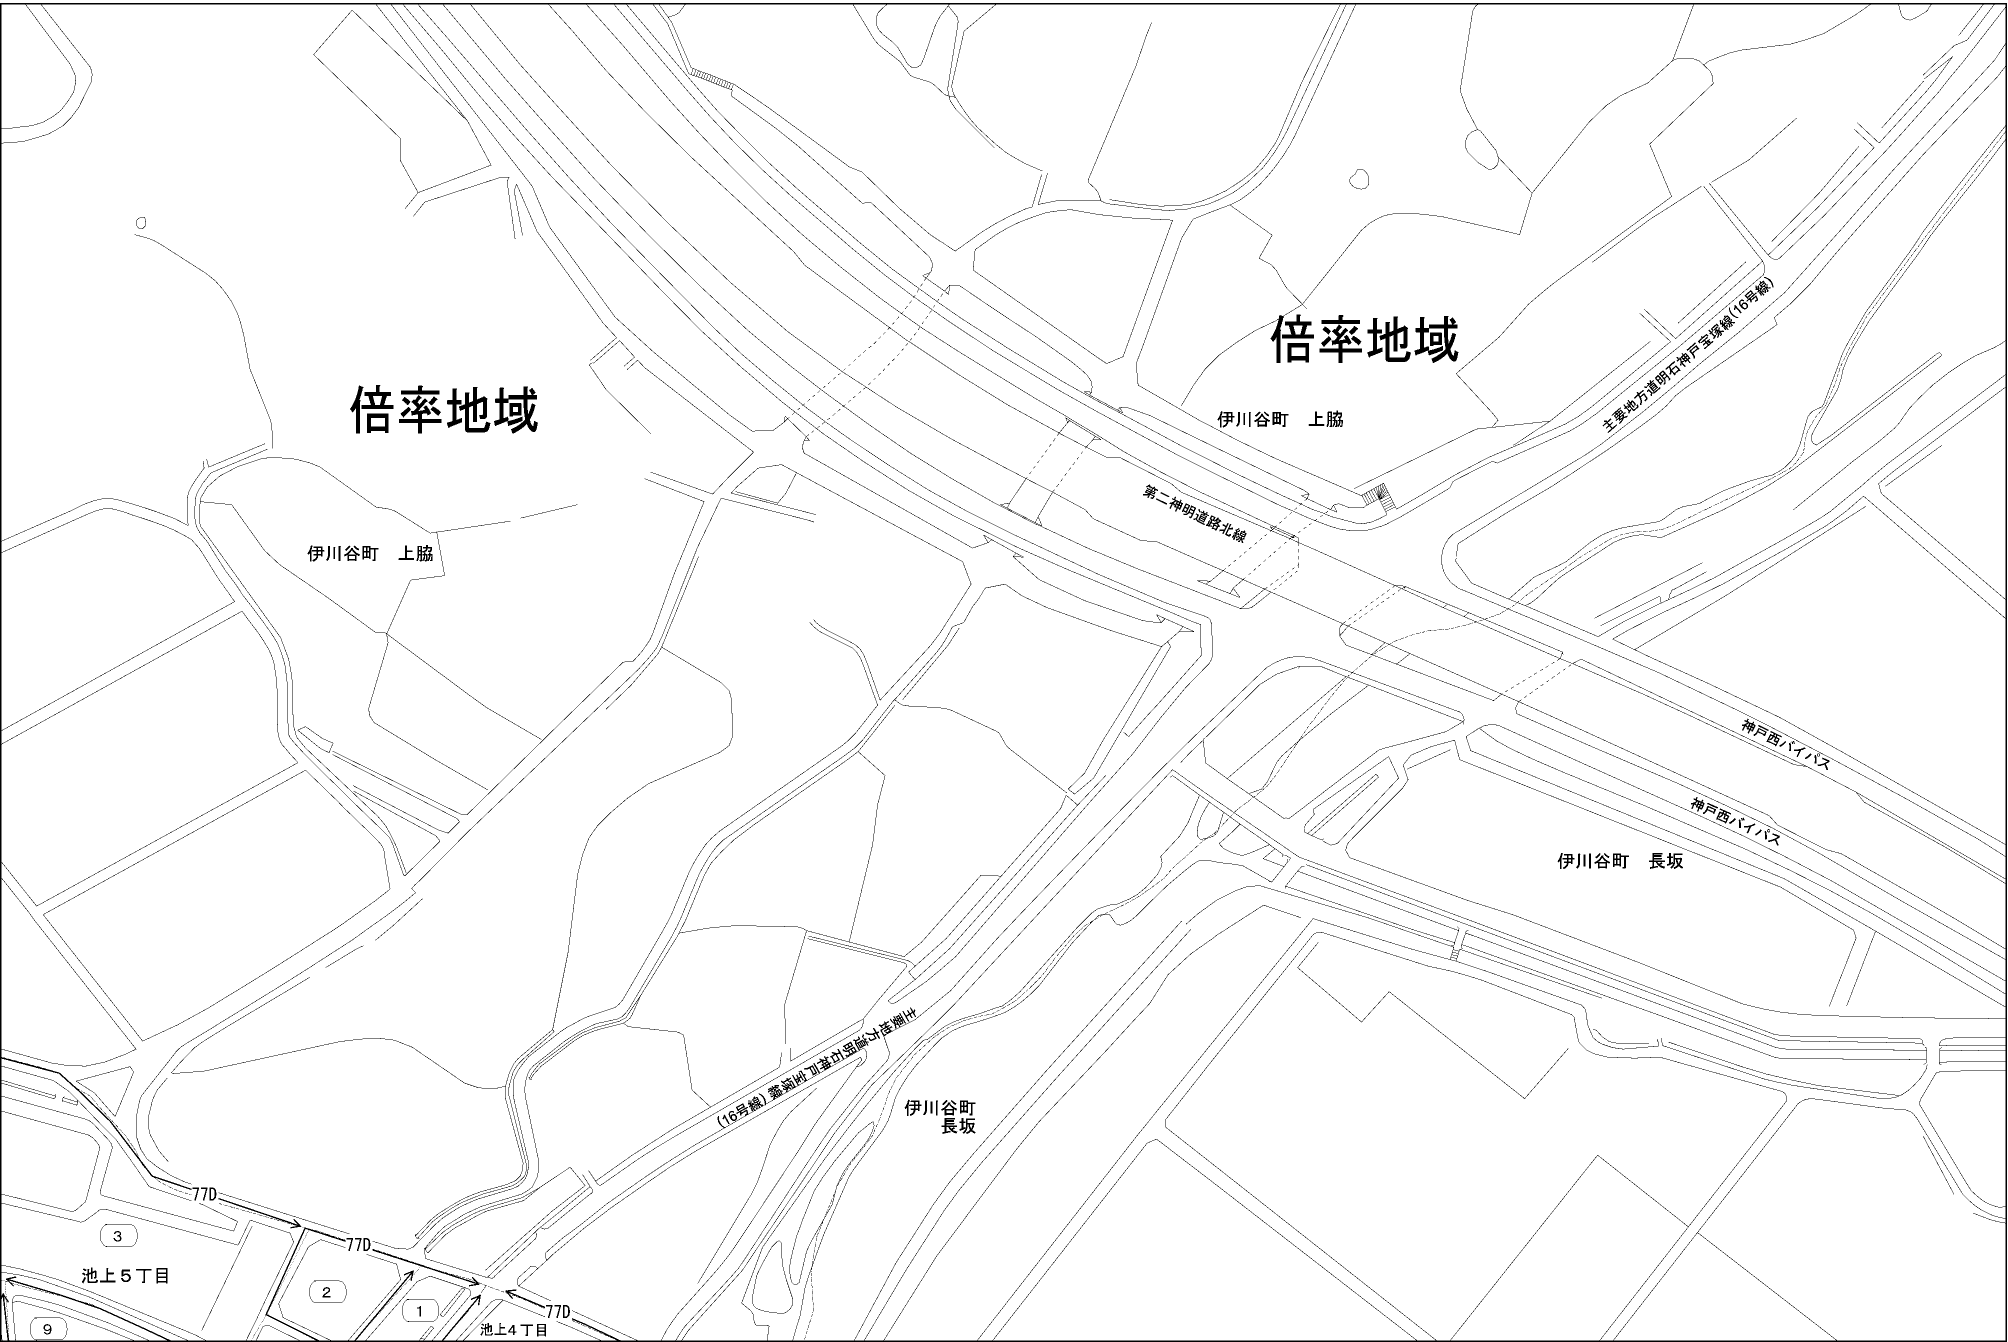 倍率地域
主要地方道明石神戸宝塚線(16号線)
倍率地域
伊川谷町　上脇
第二神明道路北線
伊川谷町　上脇
神戸西バイパス
神戸西バイパス
伊川谷町　長坂
主要地方道明石神戸宝塚線
(16号線)
伊川谷町
長坂
77D
3
77D
池上５丁目
2
1
77D
9
池上４丁目